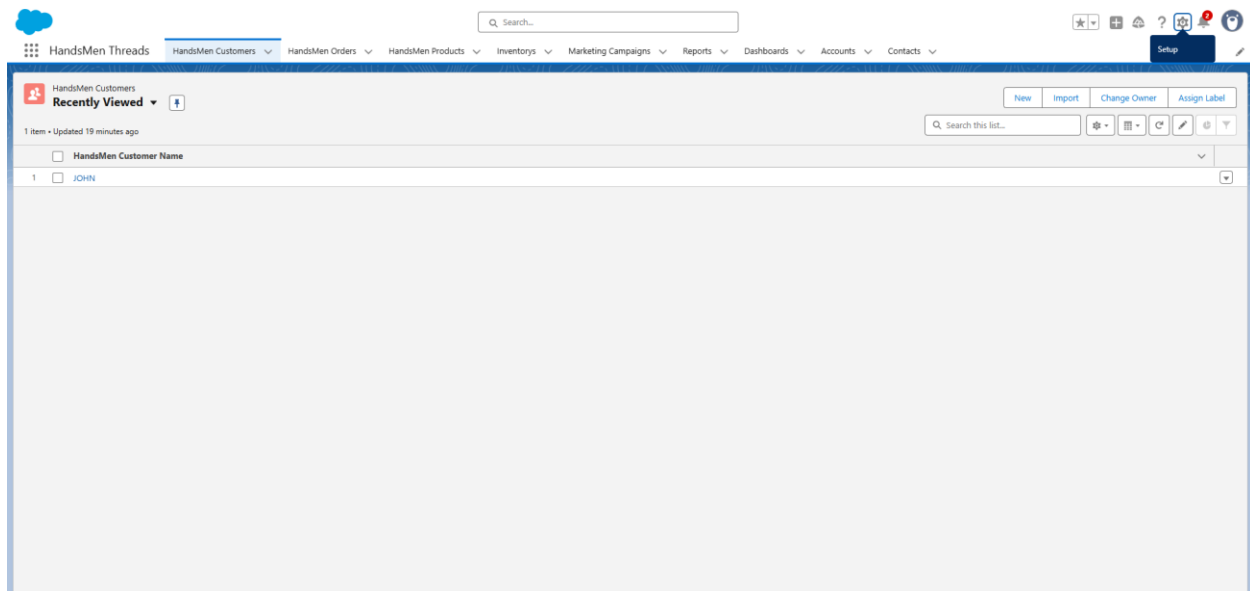 Search...
2
HandsMen Threads HandsMen Customers HandsMen Orders HandsMen Products Inventorys Marketing Campaigns Reports Dashboards Accounts Contacts
Setup
HandsMen Customers
Recently Viewed
New Import Change Owner Assign Label
1 item • Updated 19 minutes ago
Search this list...
HandsMen Customer Name
1 JOHN